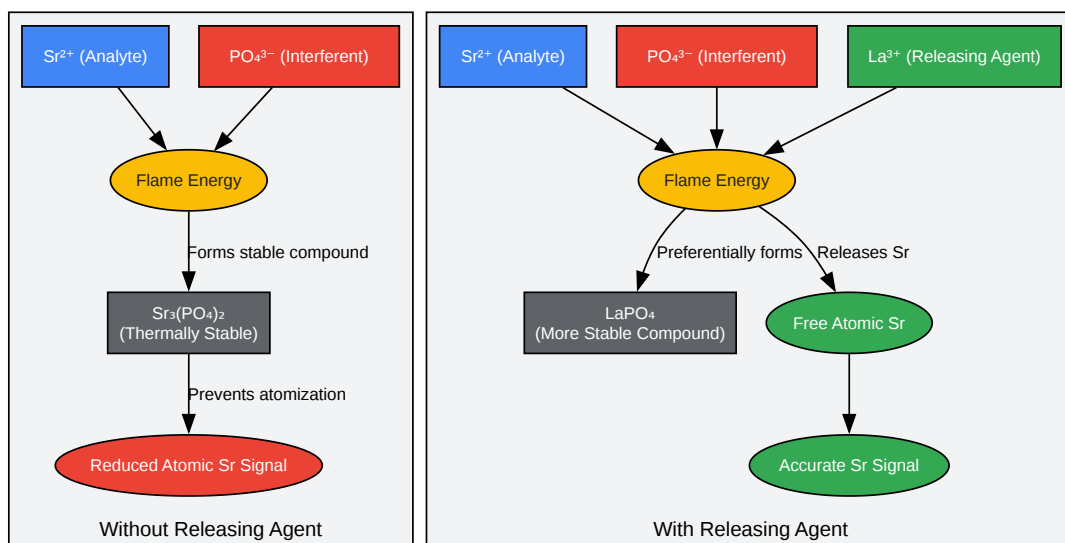 Sr²⁺ (Analyte)
PO₄³⁻ (Interferent)
Flame Energy
Forms stable compound
Sr₃(PO₄)₂
(Thermally Stable)
Prevents atomization
Reduced Atomic Sr Signal
Without Releasing Agent
Sr²⁺ (Analyte)
PO₄³⁻ (Interferent)
La³⁺ (Releasing Agent)
Flame Energy
Preferentially forms
Releases Sr
LaPO₄
(More Stable Compound)
Free Atomic Sr
Accurate Sr Signal
With Releasing Agent